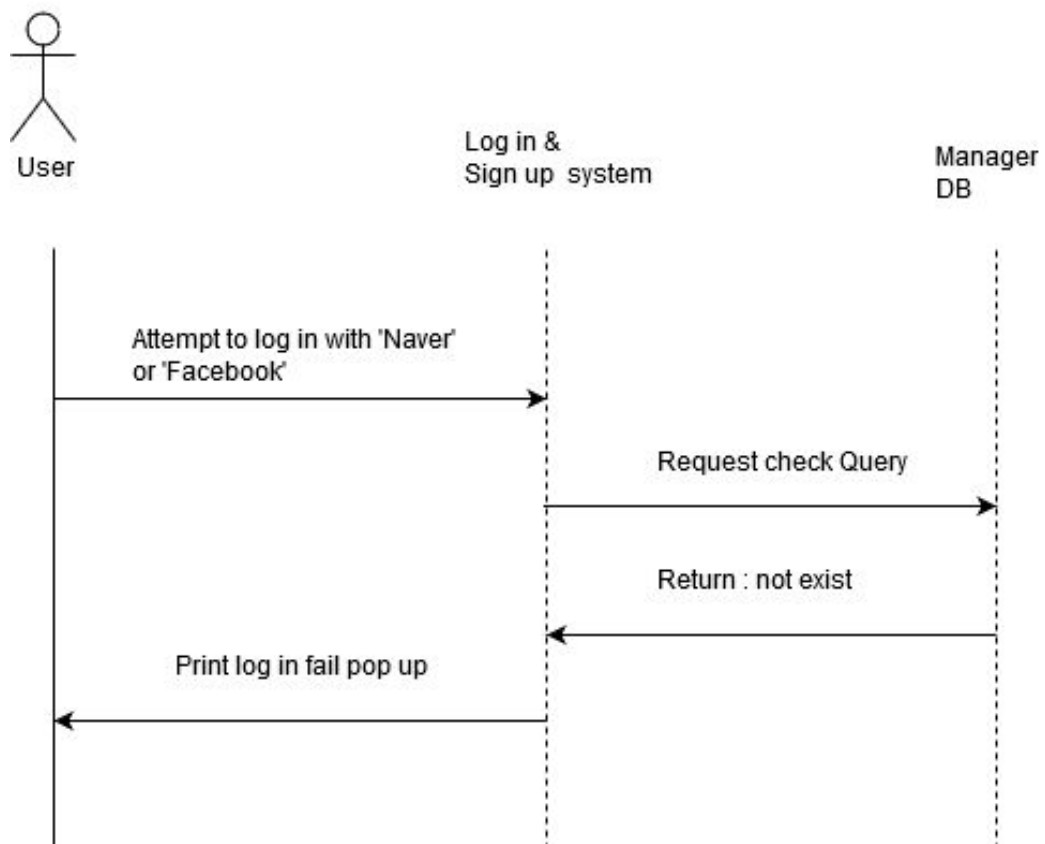 User
Log in &
Sign up  system
Manager
DB
Attempt to log in with 'Naver'
or 'Facebook'
Request check Query
Return : not exist
Print log in fail pop up